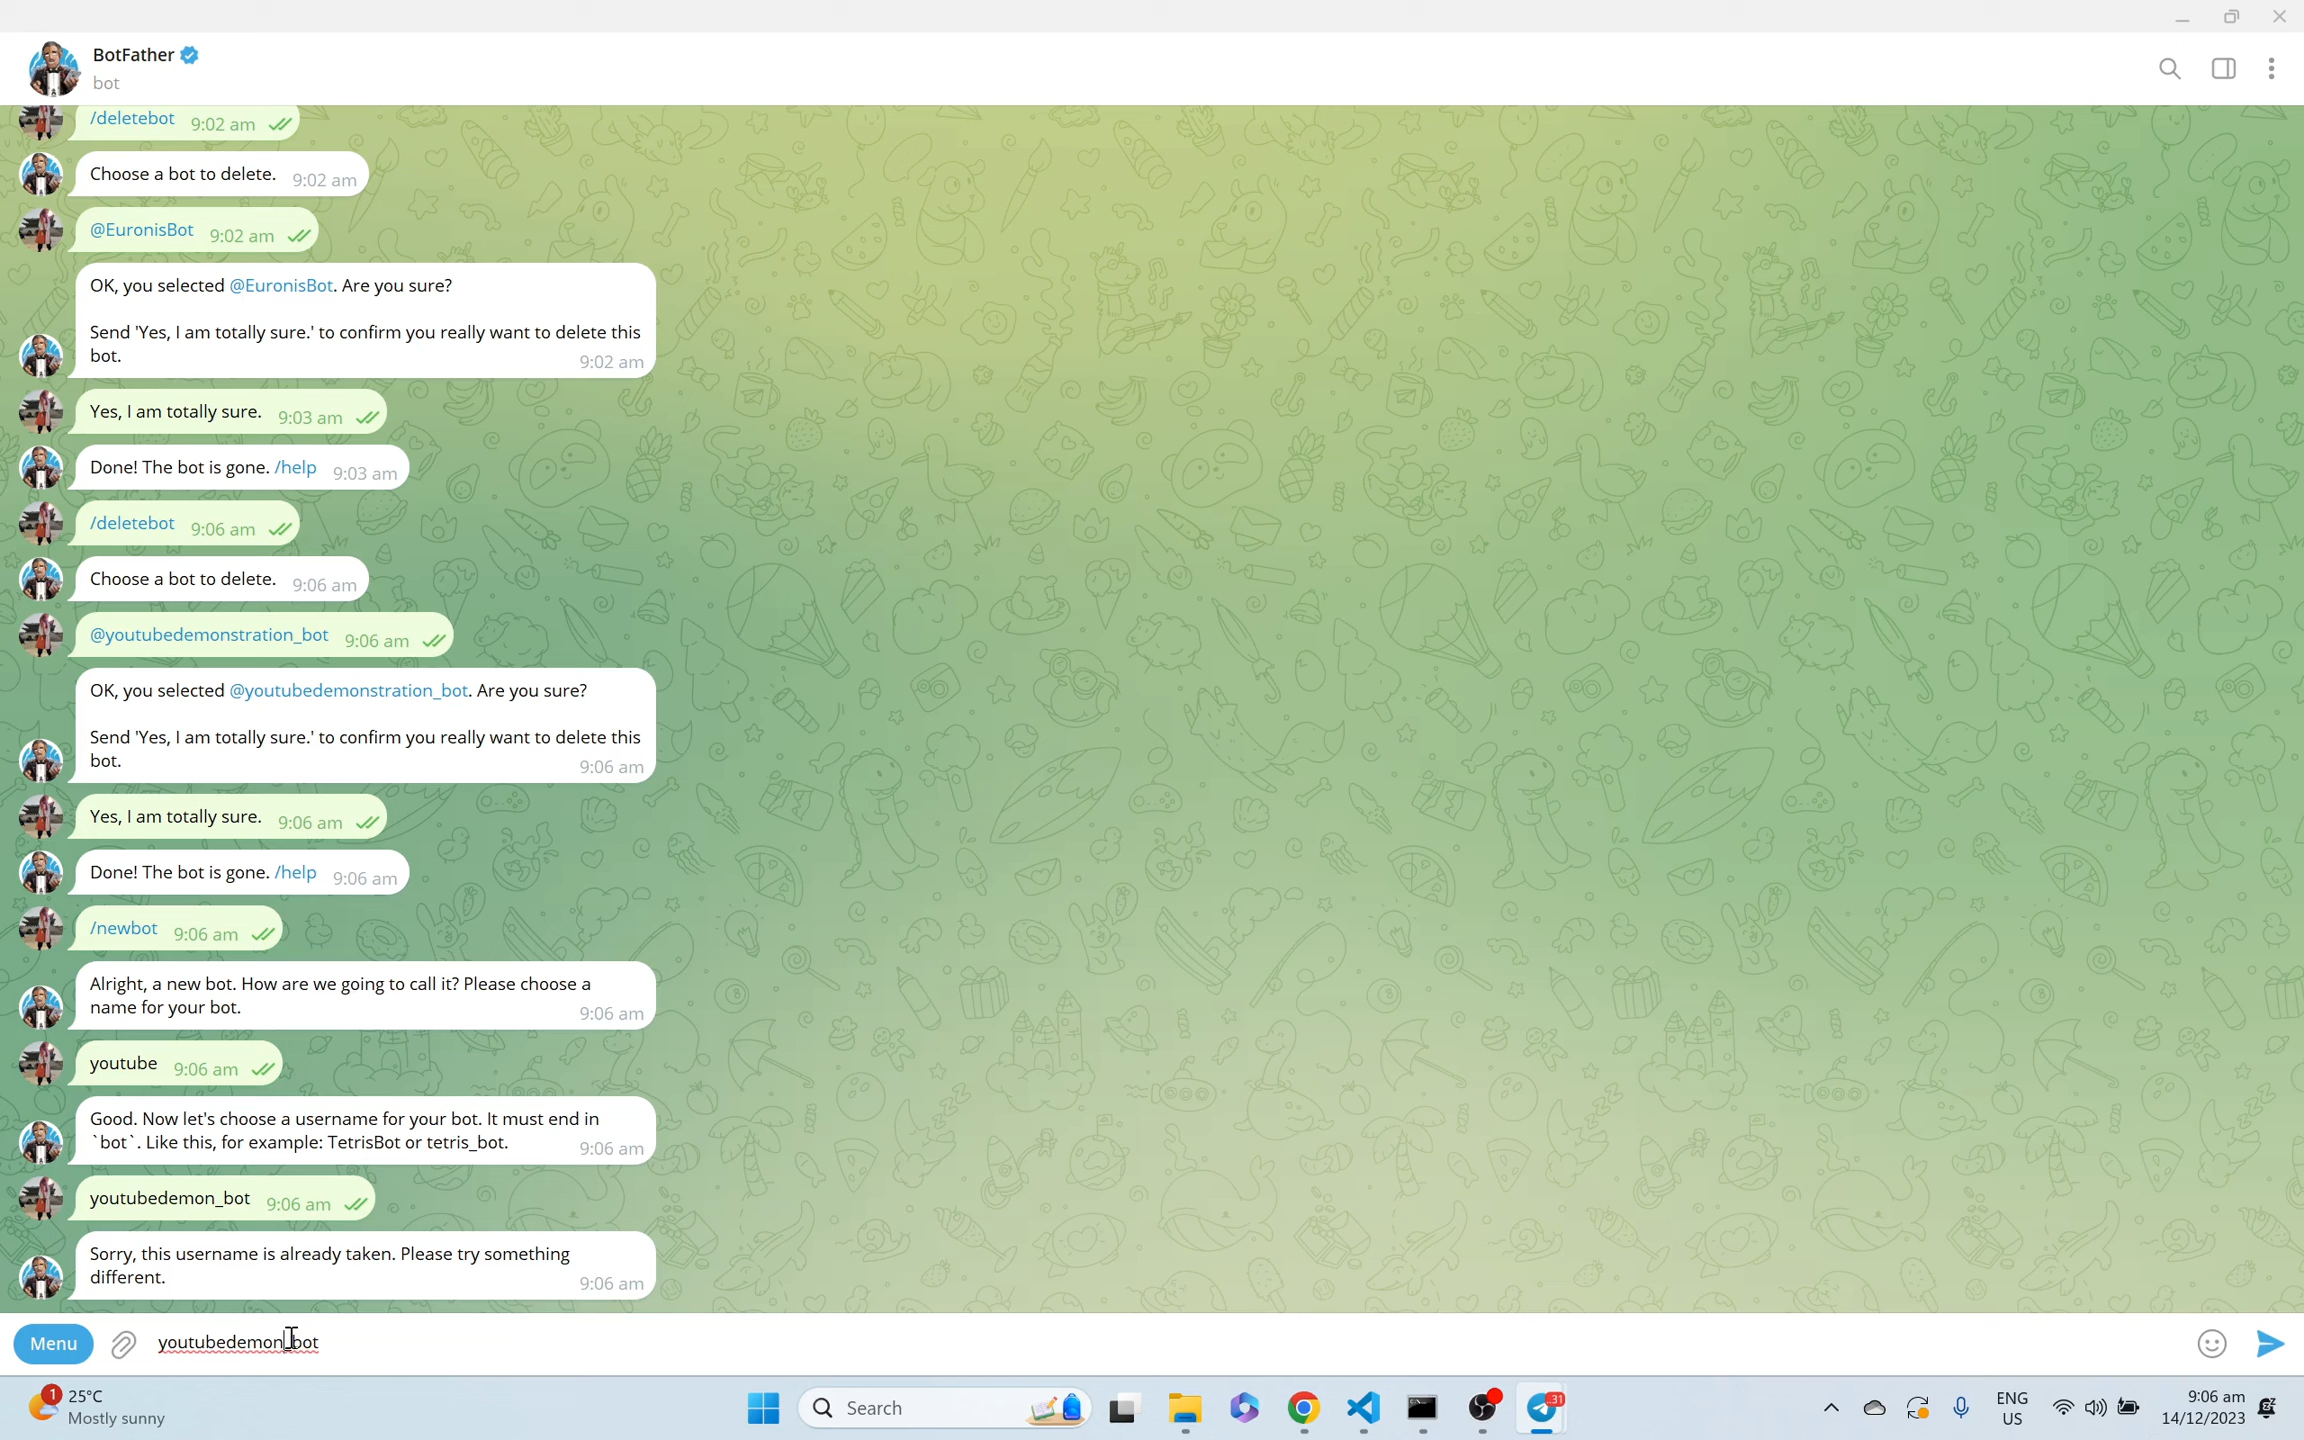 BotFather
bot
/deletebot 9:02 am
Choose a bot to delete. 9:02 am
@EuronisBot 9:02 am
OK, you selected @EuronisBot. Are you sure?
Send 'Yes, I am totally sure.' to confirm you really want to delete this
bot. 9:02 am
Yes, I am totally sure. 9:03 am
Done! The bot is gone. /help 9:03 am
/deletebot 9:06 am
Choose a bot to delete. 9:06 am
@youtubedemonstration_bot 9:06 am
OK, you selected @youtubedemonstration_bot. Are you sure?
Send 'Yes, I am totally sure.' to confirm you really want to delete this
bot. 9:06 am
Yes, I am totally sure. 9:06 am
Done! The bot is gone. /help 9:06 am
/newbot 9:06 am
Alright, a new bot. How are we going to call it? Please choose a
name for your bot. 9:06 am
youtube 9:06 am
Good. Now let's choose a username for your bot. It must end in
`bot`. Like this, for example: TetrisBot or tetris_bot. 9:06 am
youtubedemon_bot 9:06 am
Sorry, this username is already taken. Please try something
different. 9:06 am
Menu youtubedemon_bot
1 25°C
Mostly sunny
Search
31
ENG
US
9:06 am
14/12/2023